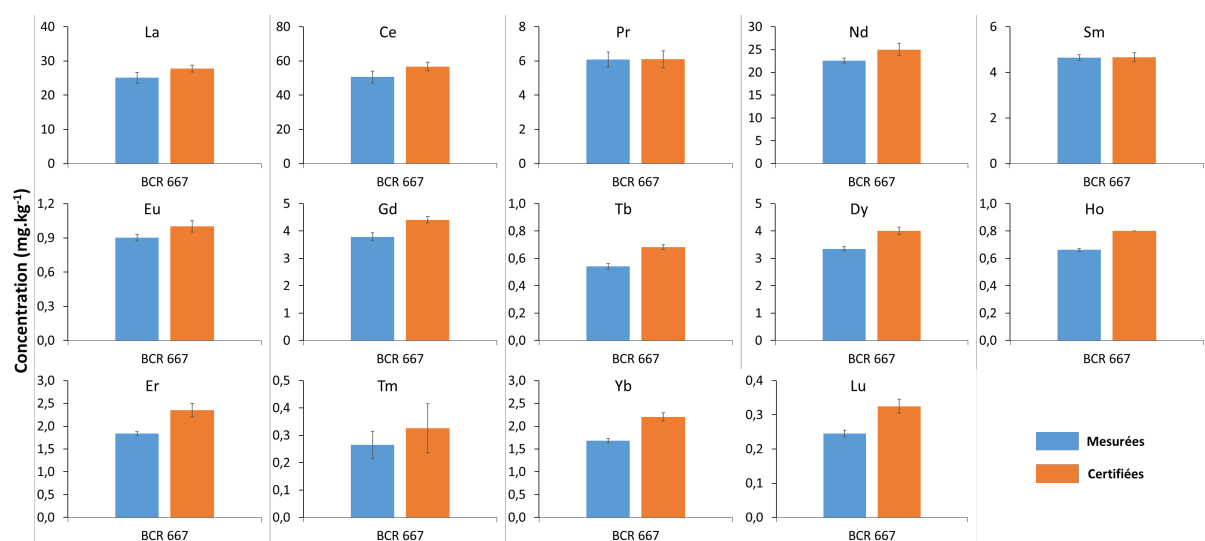 Concentration (mg.kg-1)
La
40
30
20
10
0
BCR 667
Ce
80
60
40
20
0
BCR 667
Pr
8
6
4
2
0
BCR 667
Nd
30
25
20
15
10
5
0
BCR 667
Sm
6
4
2
0
BCR 667
Eu
1,2
0,9
0,6
0,3
0,0
BCR 667
Gd
5
4
3
2
1
0
BCR 667
Tb
1,0
0,8
0,6
0,4
0,2
0,0
BCR 667
Dy
5
4
3
2
1
0
BCR 667
Ho
1,0
0,8
0,6
0,4
0,2
0,0
BCR 667
Er
3,0
2,5
2,0
1,5
1,0
0,5
0,0
BCR 667
Tm
0,5
0,4
0,3
0,2
0,1
0,0
BCR 667
Yb
3,0
2,5
2,0
1,5
1,0
0,5
0,0
BCR 667
Lu
0,4
0,3
0,2
0,1
0,0
BCR 667
Mesurées
Certifiées